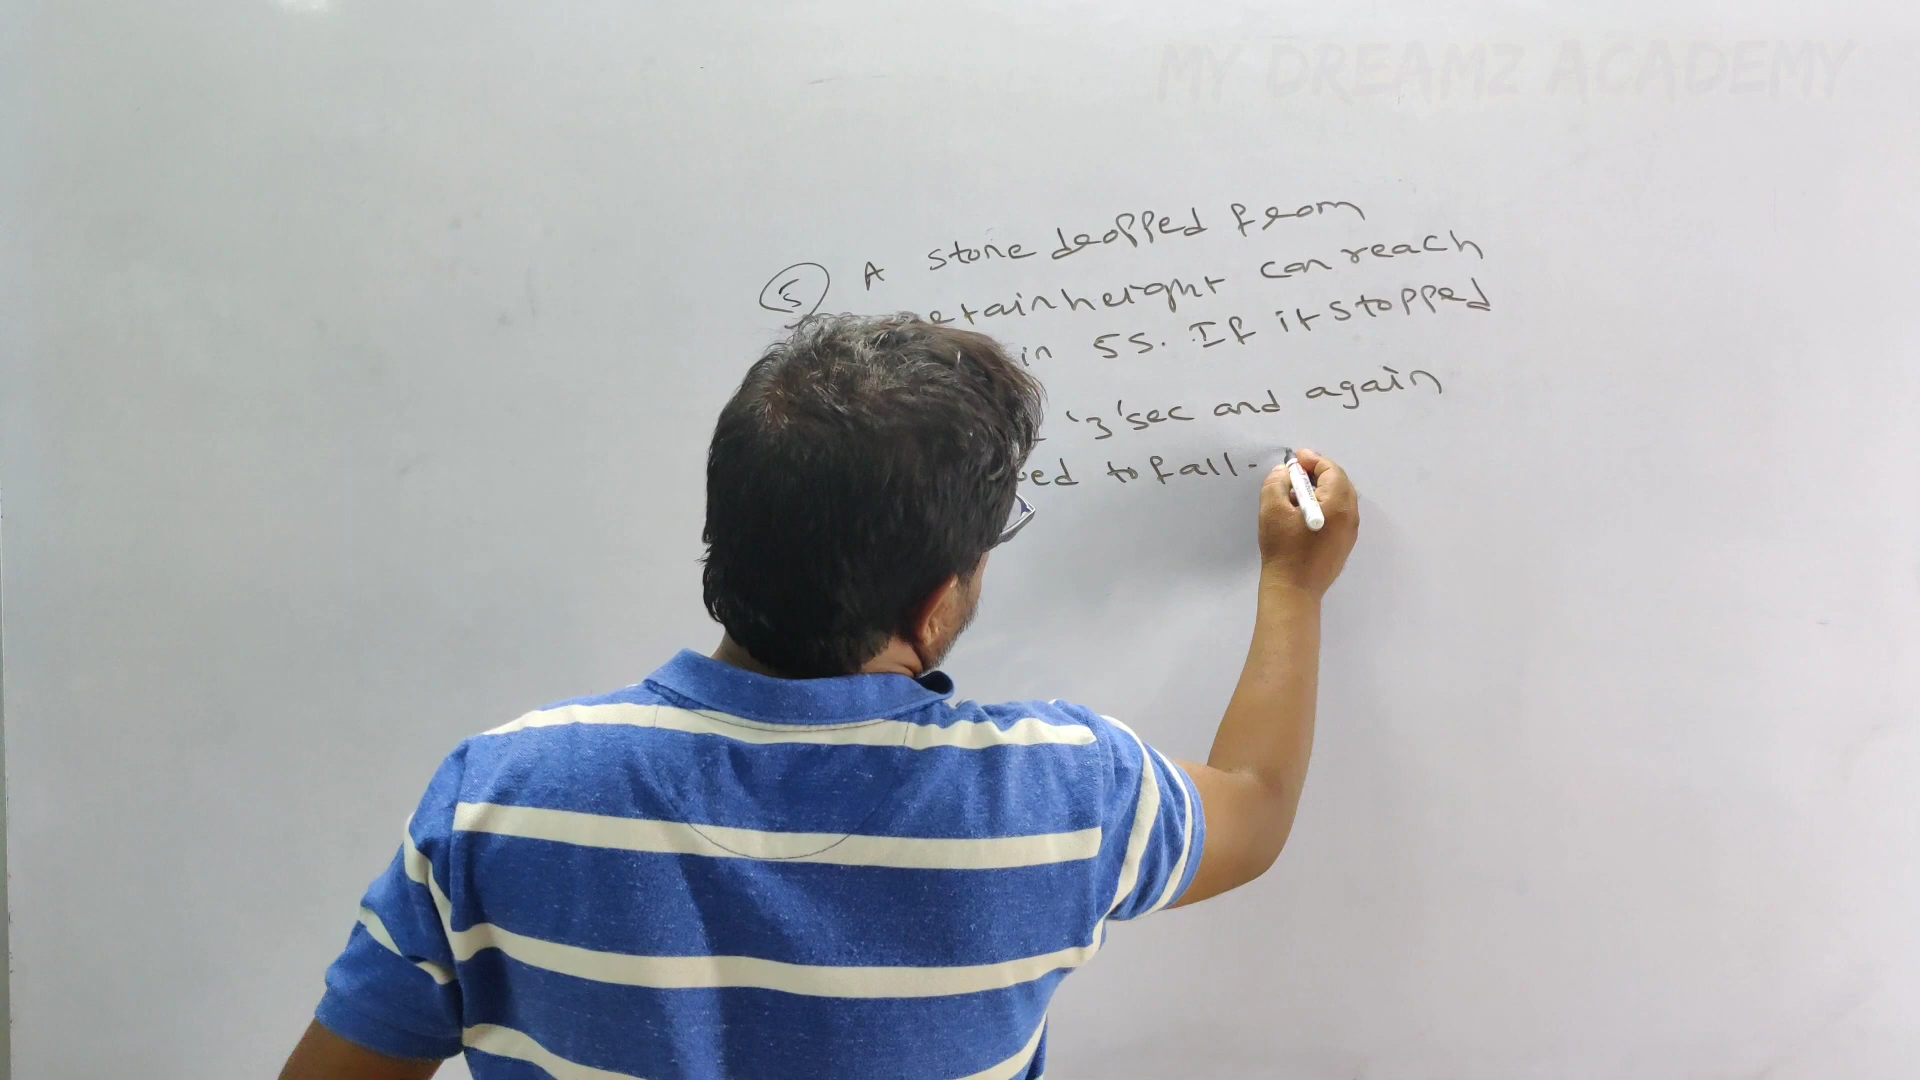 MY DREAMZ ACADEMY
(5) A stone dropped from
certain height can reach
in 5s. If it stopped
'3' sec and again
to fall.